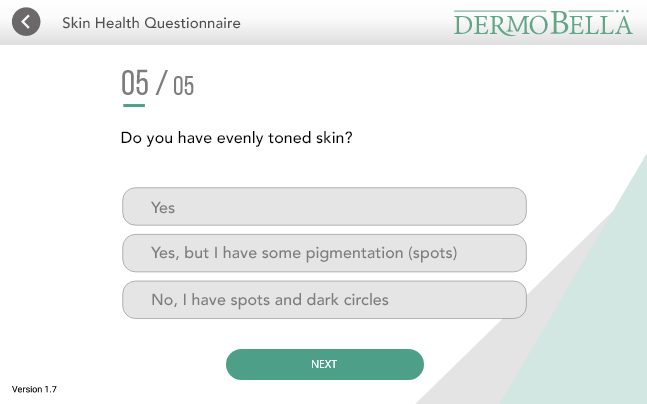 Skin Health Questionnaire
DERMOBELLA
05 / 05
Do you have evenly toned skin?
Yes
Yes, but I have some pigmentation (spots)
No, I have spots and dark circles
NEXT
Version 1.7